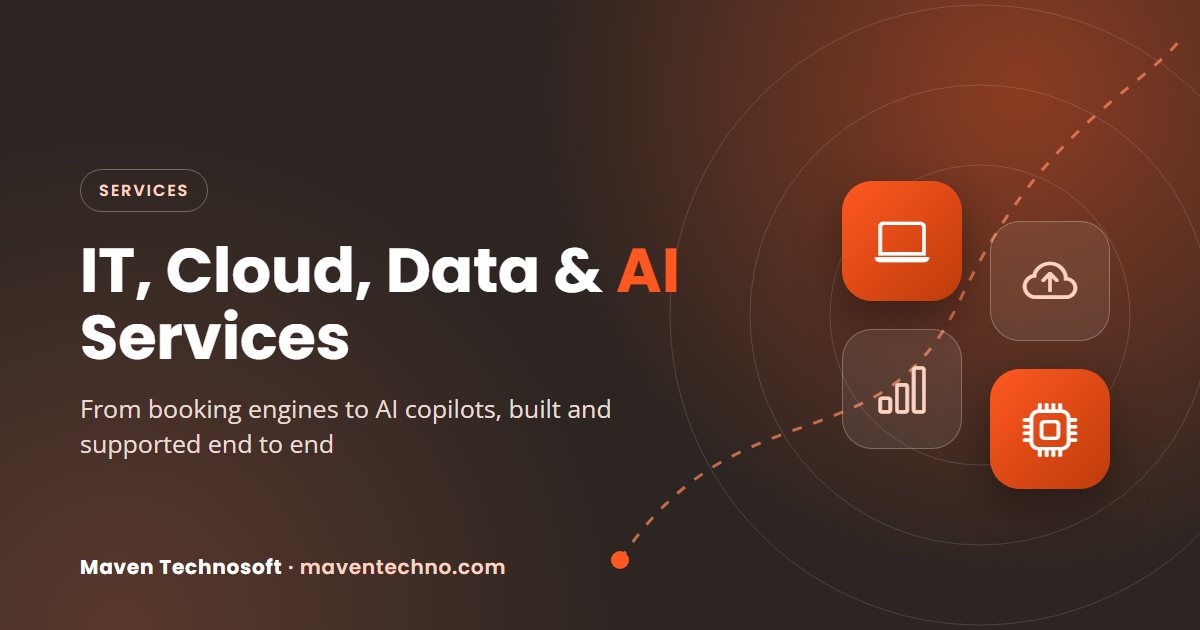 SERVICES
IT, Cloud, Data & AI
Services
From booking engines to AI copilots, built and
supported end to end
Maven Technosoft · maventechno.com